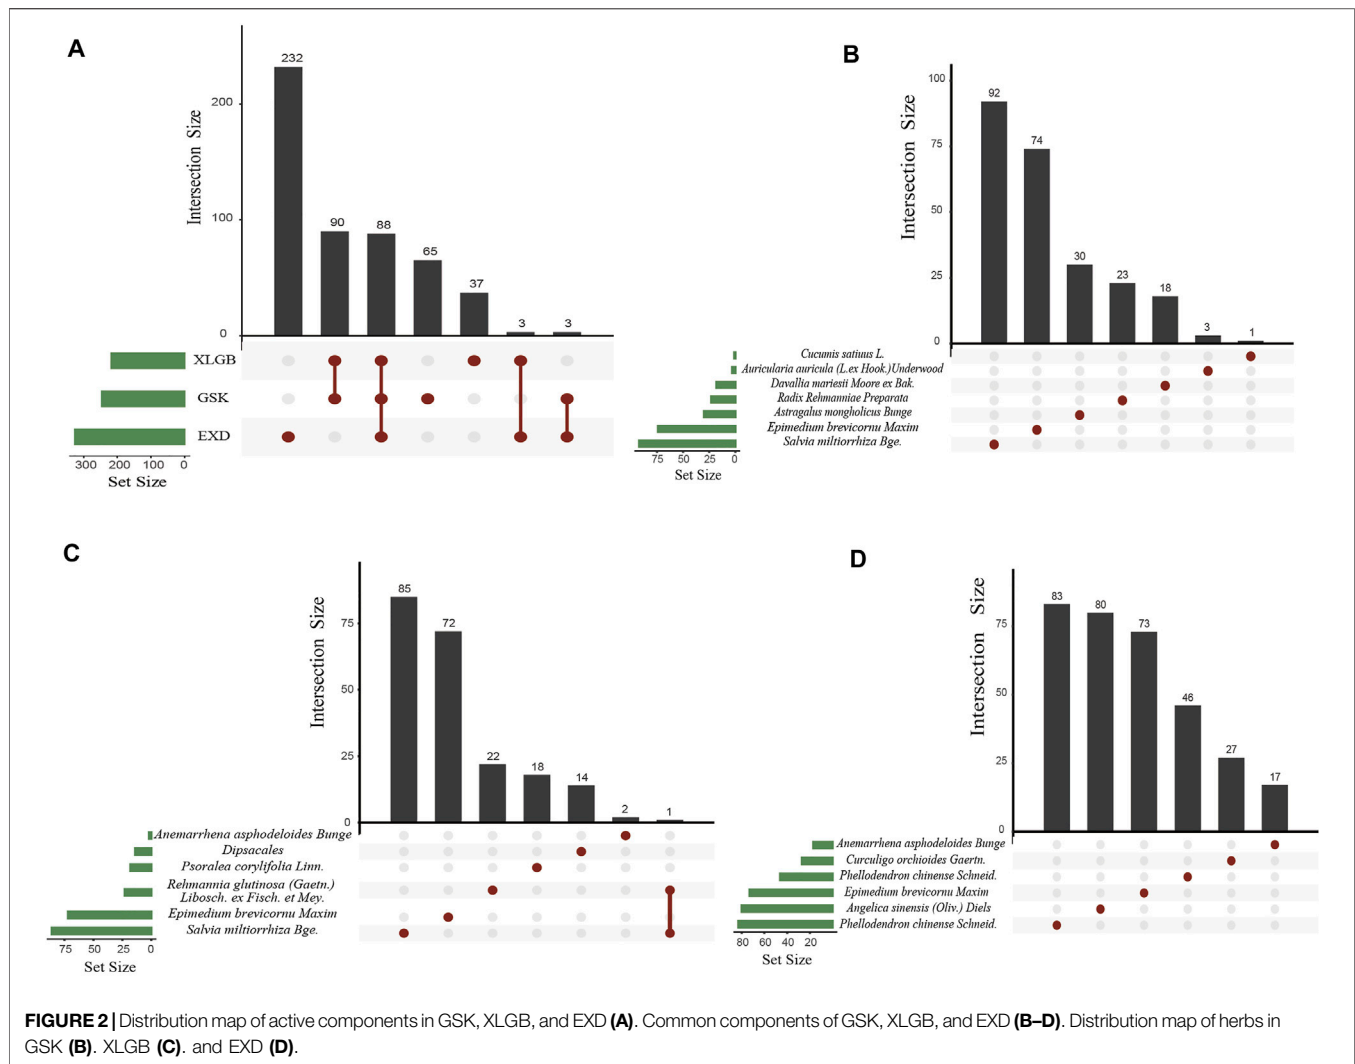 A
232
200
90
88
100
65
37
3
3
0
Intersection Size
XLGB
GSK
EXD
300 200 100 0
Set Size
B
100
92
75
74
50
30
25
23
18
3
1
0
Intersection Size
Cucumis satiuus L.
Auricularia auricula (L.ex Hook.)Underwood
Davallia mariesii Moore ex Bak.
Radix Rehmanniae Preparata
Astragalus mongholicus Bunge
Epimedium brevicornu Maxim
Salvia miltiorrhiza Bge.
75 50 25 0
Set Size
C
85
75
72
50
25
22
18
14
2
1
0
Intersection Size
Anemarrhena asphodeloides Bunge
Dipsacales
Psoralea corylifolia Linn.
Rehmannia glutinosa (Gaetn.)
Libosch. ex Fisch. et Mey.
Epimedium brevicornu Maxim
Salvia miltiorrhiza Bge.
75 50 25 0
Set Size
D
83
80
75
73
50
46
27
25
17
0
Intersection Size
Anemarrhena asphodeloides Bunge
Curculigo orchioides Gaertn.
Phellodendron chinense Schneid.
Epimedium brevicornu Maxim
Angelica sinensis (Oliv.) Diels
Phellodendron chinense Schneid.
80 60 40 20
Set Size
FIGURE 2 | Distribution map of active components in GSK, XLGB, and EXD (A). Common components of GSK, XLGB, and EXD (B–D). Distribution map of herbs in
GSK (B). XLGB (C). and EXD (D).